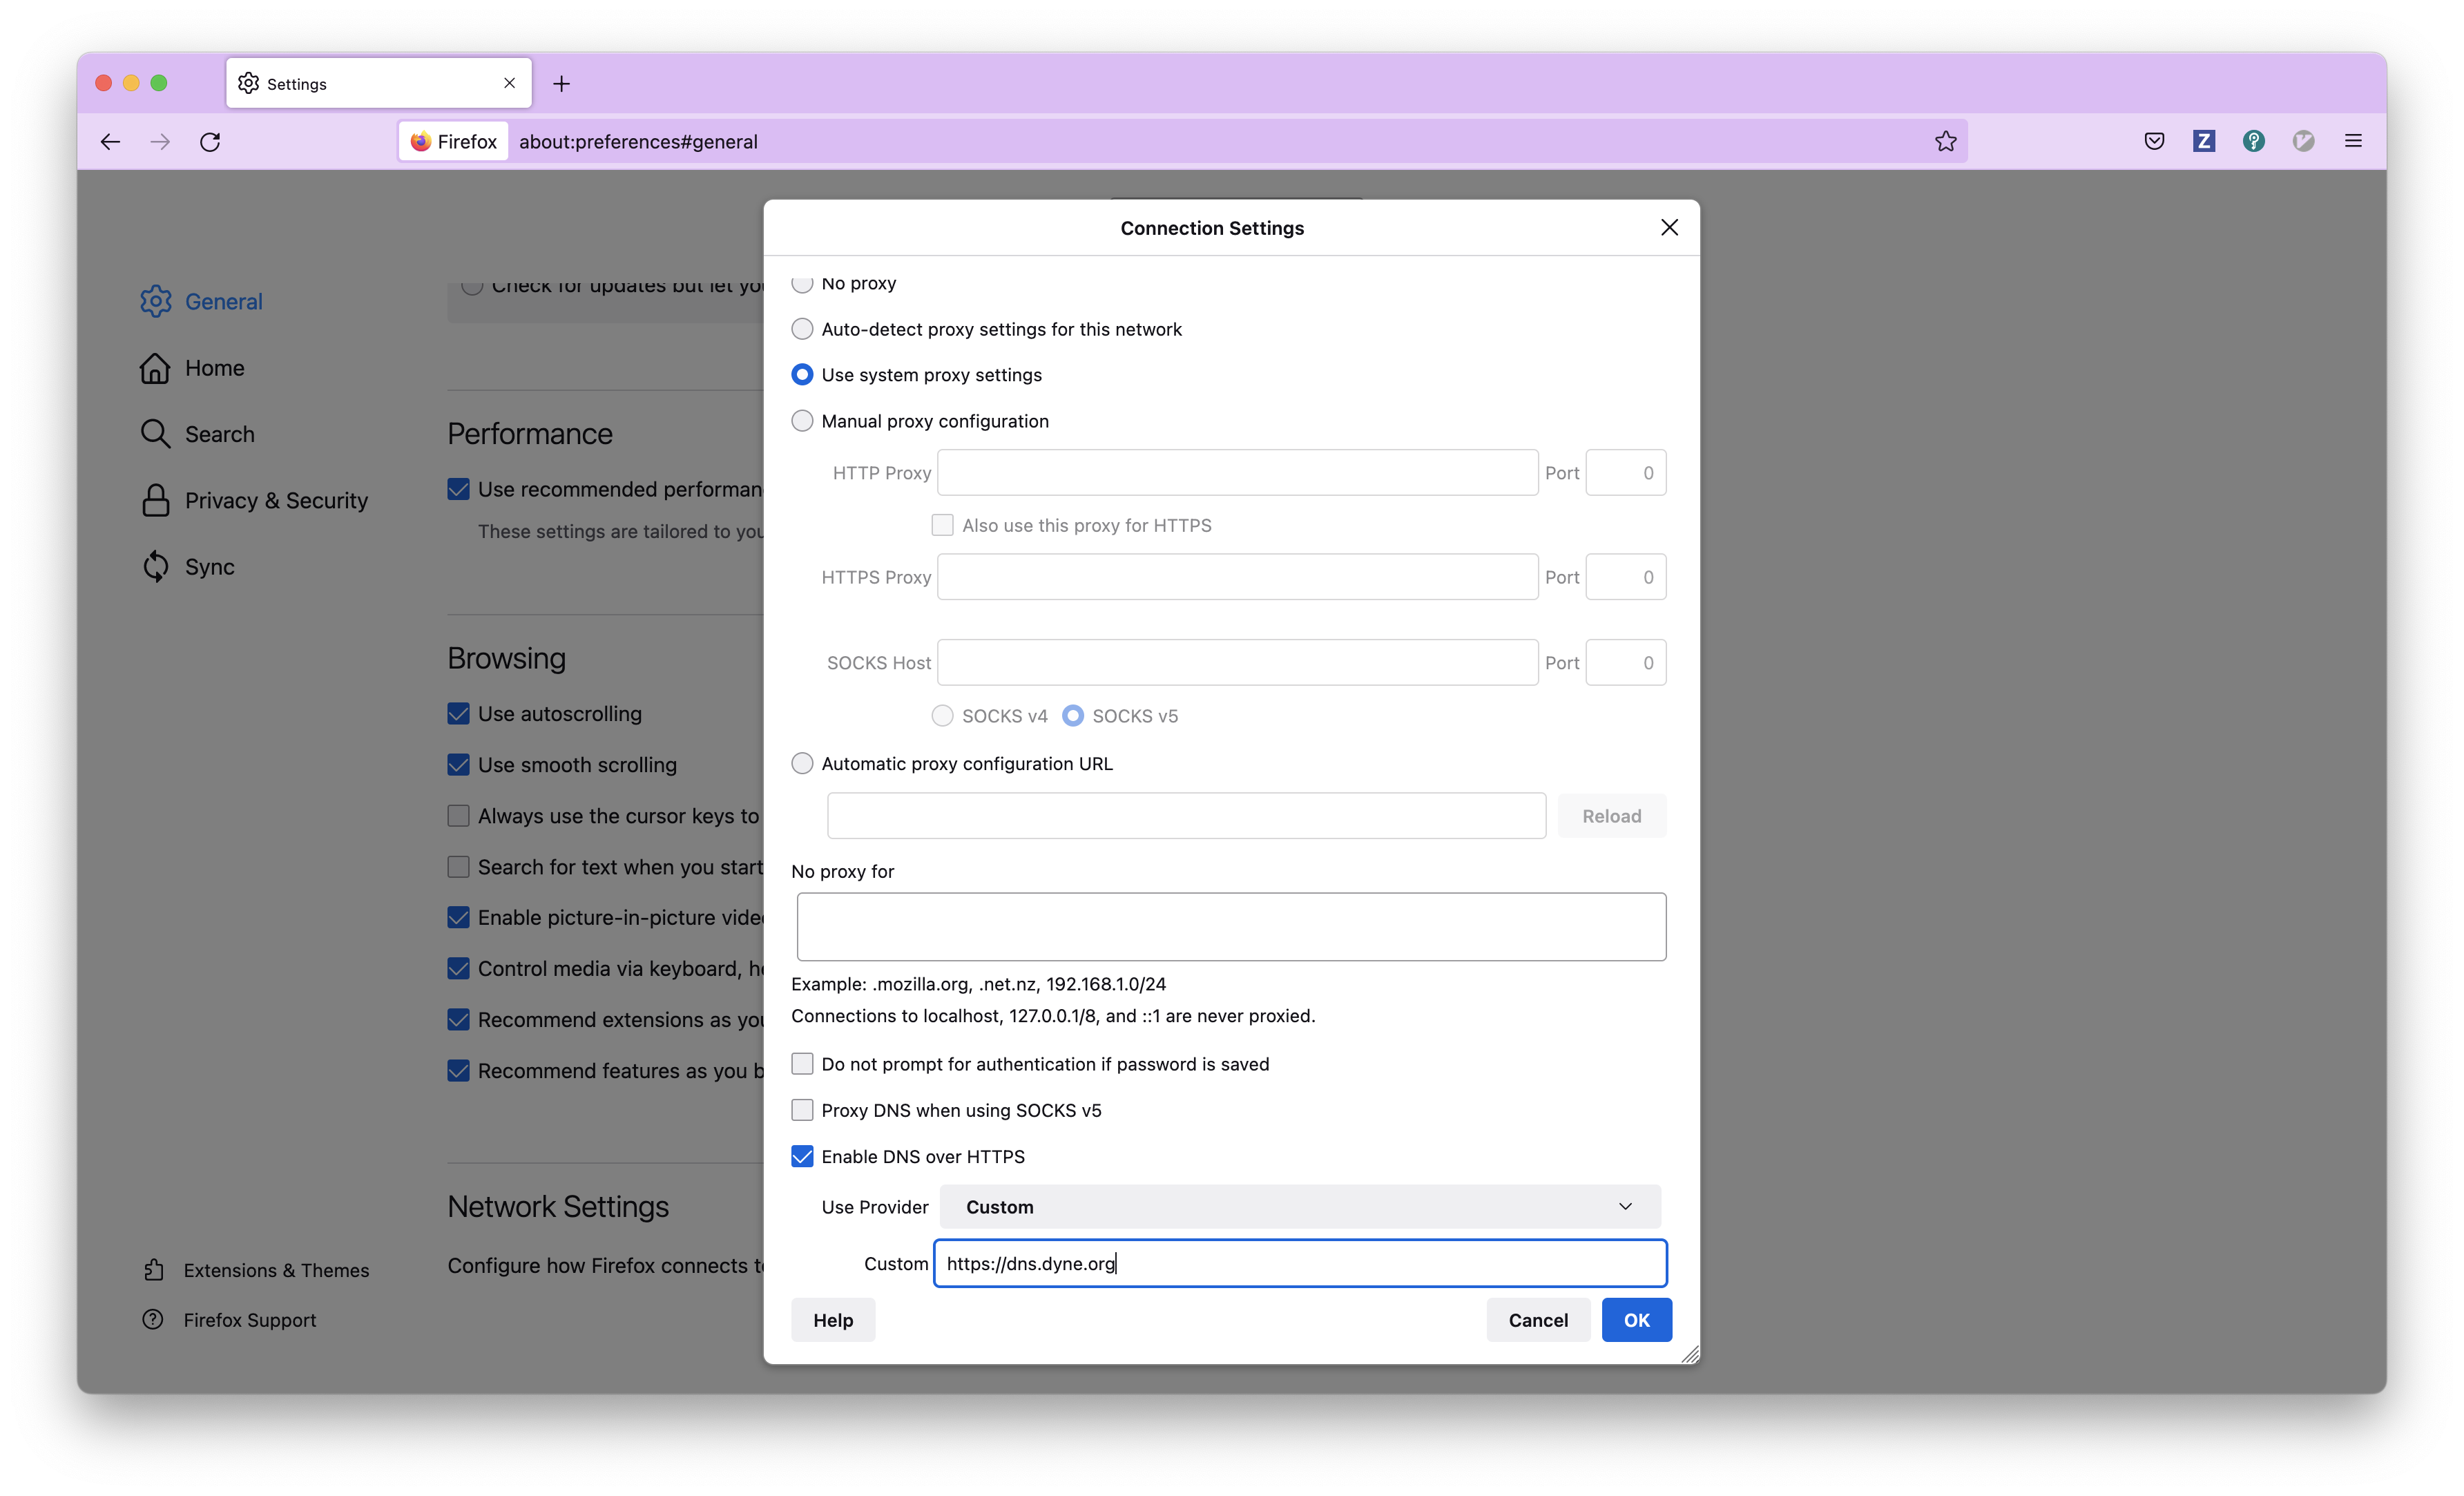 Settings
Firefox about:preferences#general
General
Home
Search
Privacy & Security
Sync
Extensions & Themes
Firefox Support
Check for updates but let you
Performance
Use recommended performan
These settings are tailored to you
Browsing
Use autoscrolling
Use smooth scrolling
Always use the cursor keys to
Search for text when you start
Enable picture-in-picture vide
Control media via keyboard, he
Recommend extensions as you
Recommend features as you b
Network Settings
Configure how Firefox connects to
Connection Settings
No proxy
Auto-detect proxy settings for this network
Use system proxy settings
Manual proxy configuration
HTTP Proxy Port 0
Also use this proxy for HTTPS
HTTPS Proxy Port 0
SOCKS Host Port 0
SOCKS v4 SOCKS v5
Automatic proxy configuration URL
Reload
No proxy for
Example: .mozilla.org, .net.nz, 192.168.1.0/24
Connections to localhost, 127.0.0.1/8, and ::1 are never proxied.
Do not prompt for authentication if password is saved
Proxy DNS when using SOCKS v5
Enable DNS over HTTPS
Use Provider Custom
Custom https://dns.dyne.org
Help Cancel OK